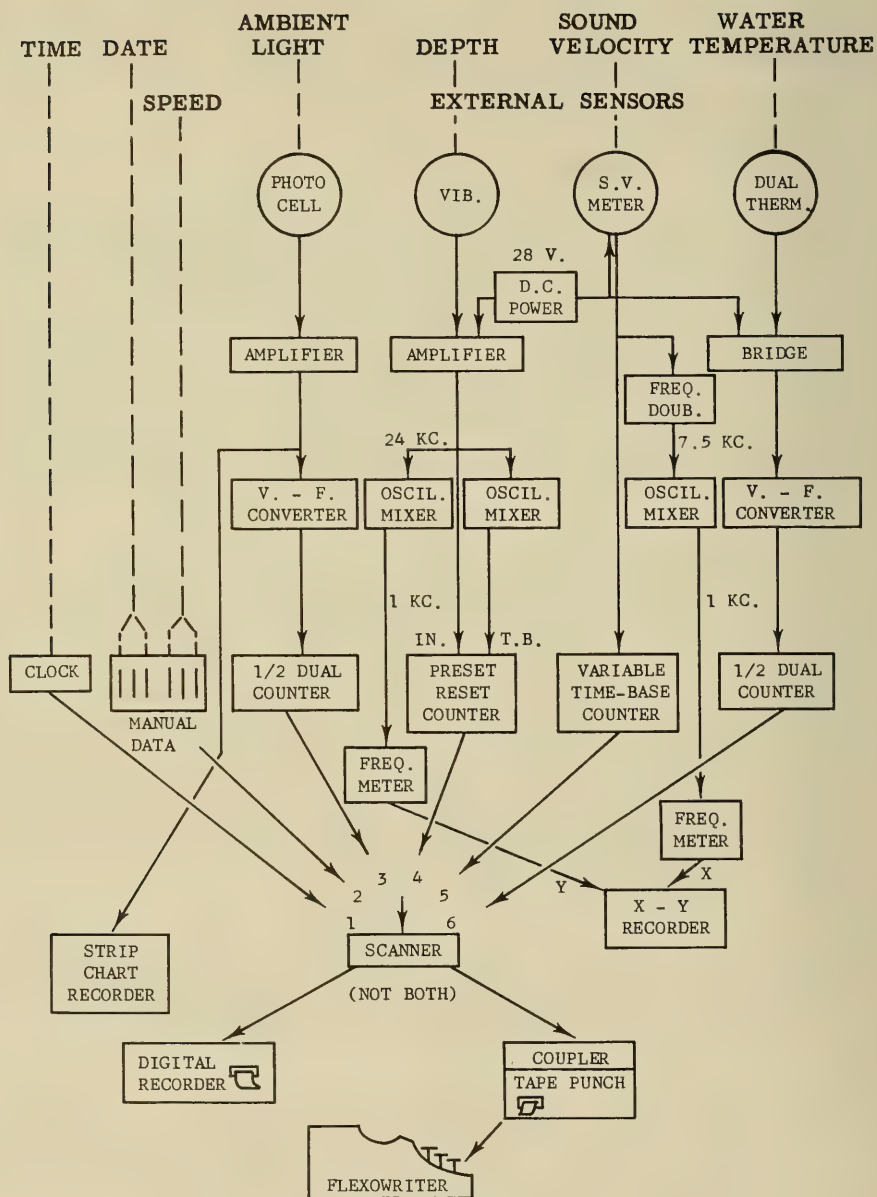 AMBIENT SOUND WATER
TIME DATE LIGHT DEPTH VELOCITY TEMPERATURE
SPEED EXTERNAL SENSORS
PHOTO CELL
VIB.
S.V. METER
DUAL THERM.
28 V.
D.C. POWER
AMPLIFIER
AMPLIFIER
BRIDGE
FREQ. DOUB.
24 KC.
7.5 KC.
V. - F. CONVERTER
OSCIL. MIXER
OSCIL. MIXER
OSCIL. MIXER
V. - F. CONVERTER
1 KC.
1 KC.
IN.
T.B.
CLOCK
1/2 DUAL COUNTER
PRESET RESET COUNTER
VARIABLE TIME-BASE COUNTER
1/2 DUAL COUNTER
MANUAL DATA
FREQ. METER
FREQ. METER
3 4
2 5
1 6
Y
X
X - Y RECORDER
SCANNER
STRIP CHART RECORDER
(NOT BOTH)
DIGITAL RECORDER
COUPLER
TAPE PUNCH
FLEXOWRITER